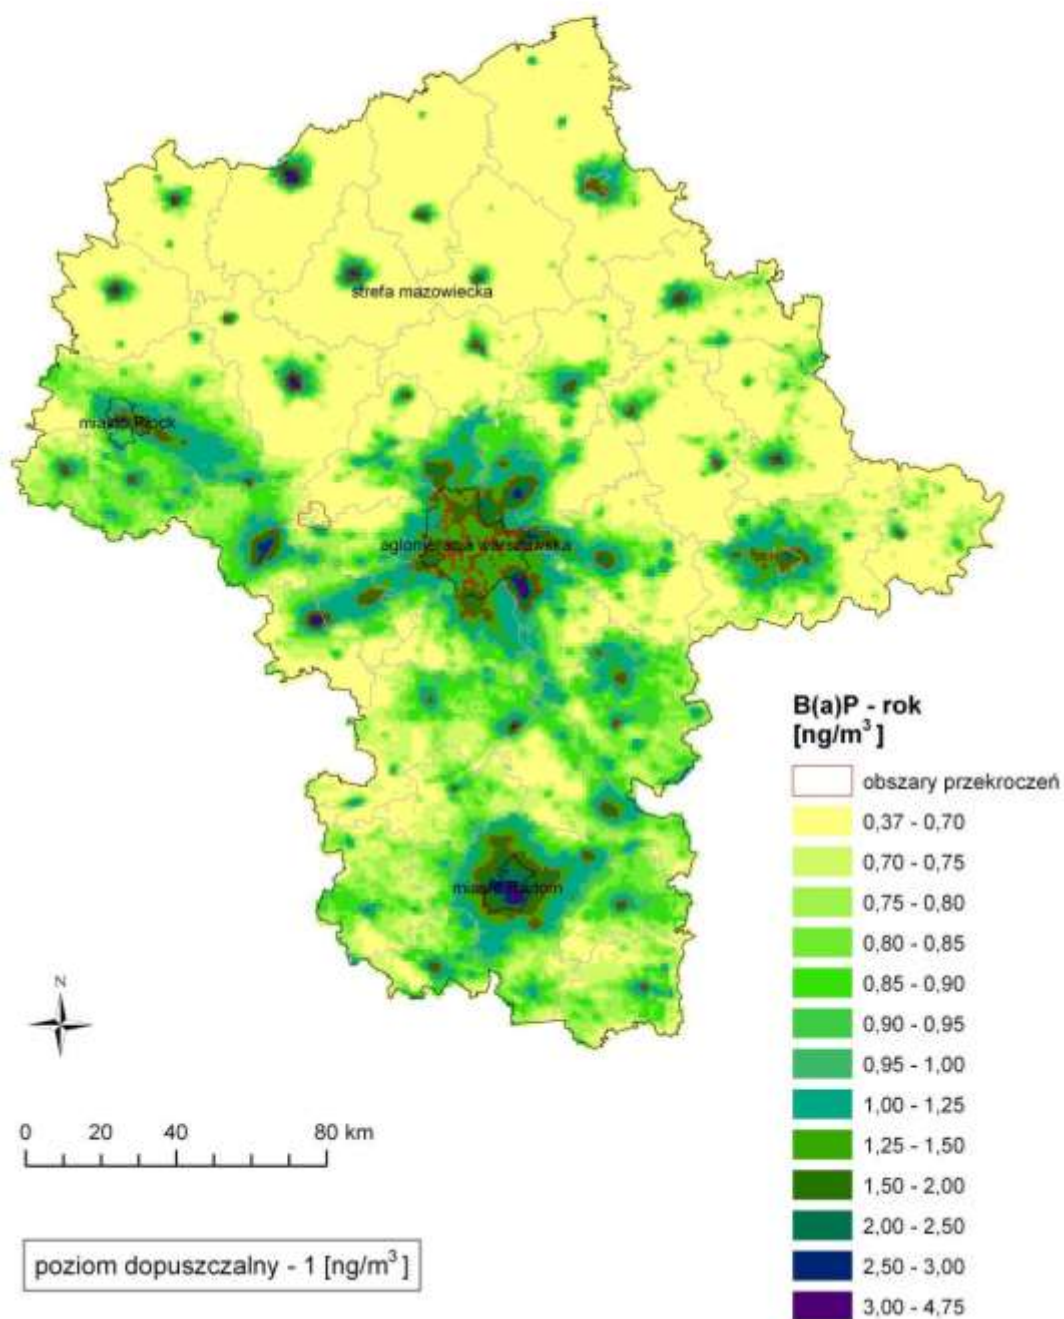 strefa mazowiecka
miasto Płock
aglomeracja warszawska
miasto Radom
B(a)P - rok
[ng/m³]
obszary przekroczeń
0,37 - 0,70
0,70 - 0,75
0,75 - 0,80
0,80 - 0,85
0,85 - 0,90
0,90 - 0,95
0,95 - 1,00
1,00 - 1,25
1,25 - 1,50
1,50 - 2,00
2,00 - 2,50
2,50 - 3,00
3,00 - 4,75
N
0 20 40 80 km
poziom dopuszczalny - 1 [ng/m³]